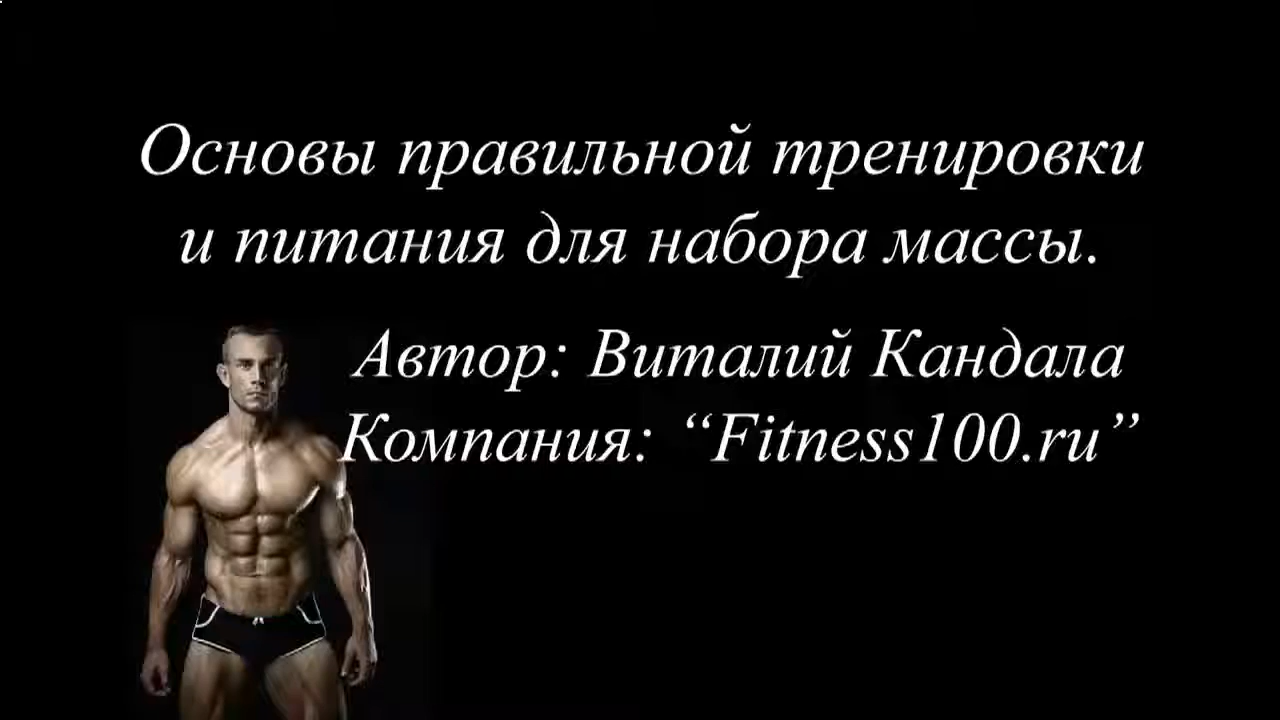 Основы правильной тренировки
и питания для набора массы.
Автор: Виталий Кандала
Компания: “Fitness100.ru”